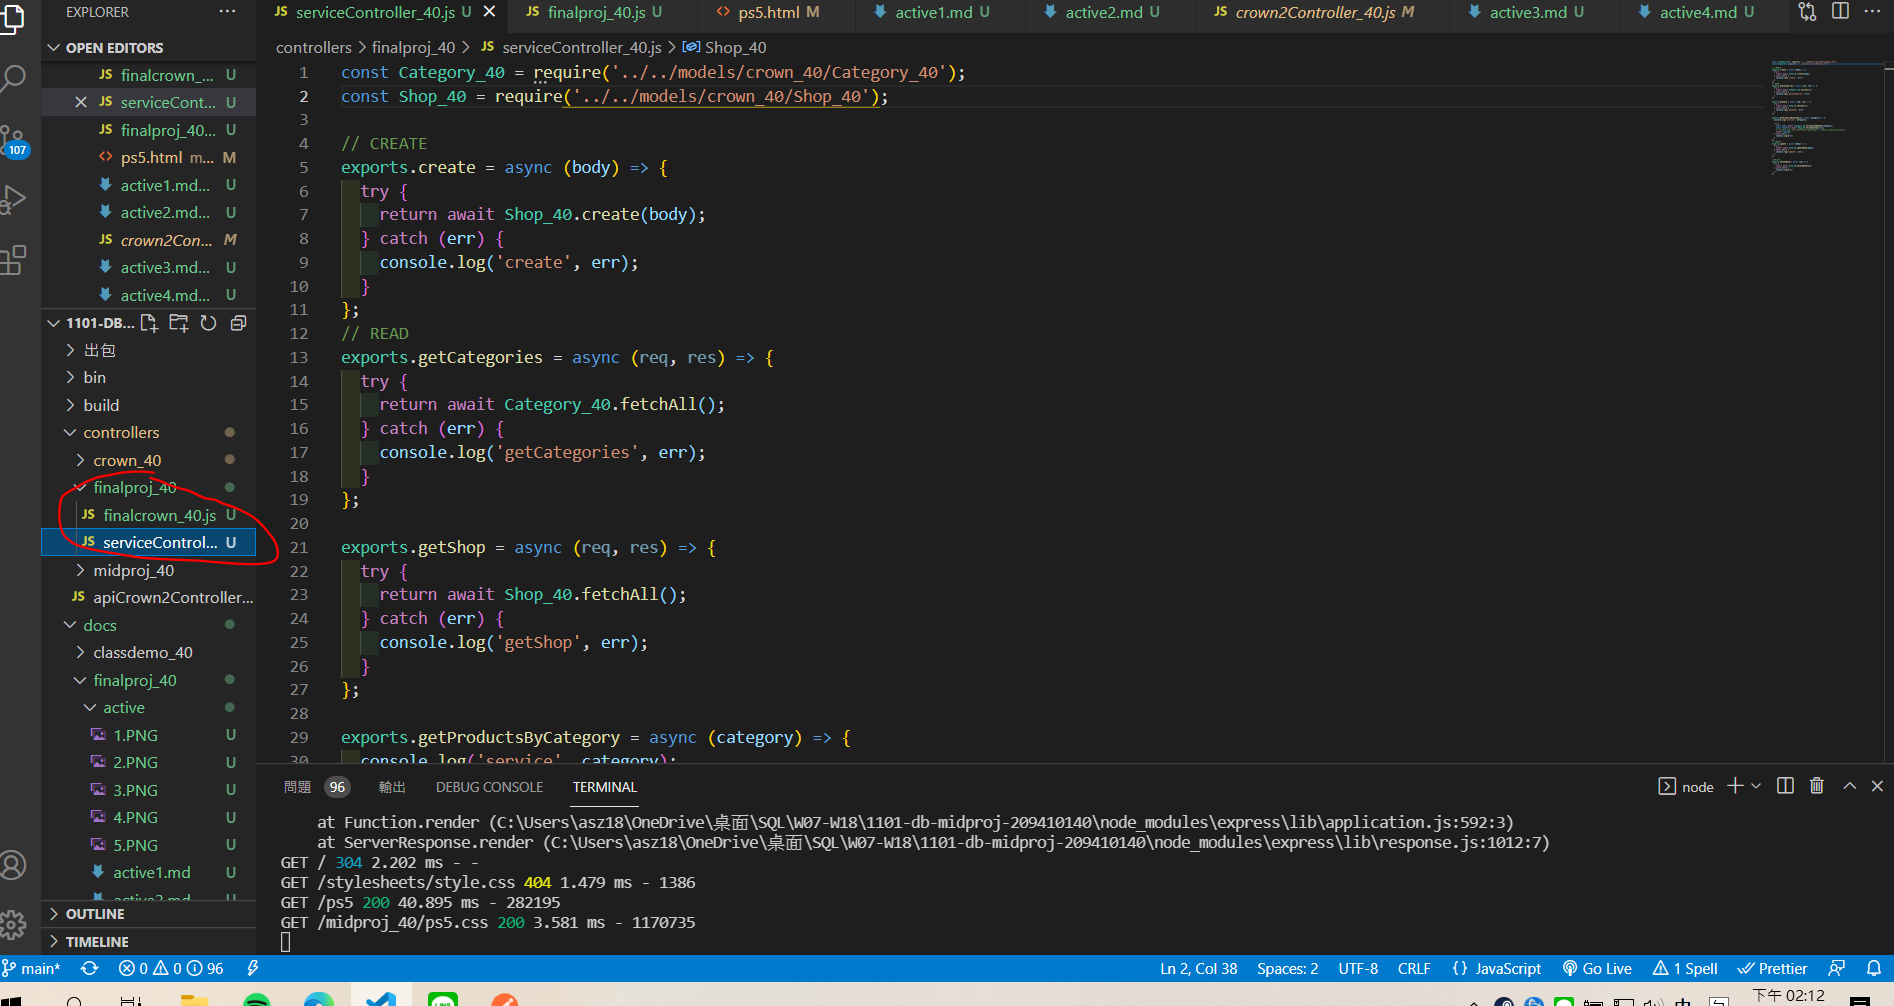 EXPLORER ...
JS serviceController_40.js U
JS finalproj_40.js U
<> ps5.html M
active1.md U
active2.md U
JS crown2Controller_40.js M
active3.md U
active4.md U
OPEN EDITORS
JS finalcrown_... U
JS serviceCont... U
JS finalproj_40... U
<> ps5.html m... M
active1.md... U
active2.md... U
JS crown2Con... M
active3.md... U
active4.md... U
107
1101-DB...
出包
bin
build
controllers
crown_40
finalproj_40
JS finalcrown_40.js U
JS serviceControl... U
midproj_40
JS apiCrown2Controller...
docs
classdemo_40
finalproj_40
active
1.PNG U
2.PNG U
3.PNG U
4.PNG U
5.PNG U
active1.md U
OUTLINE
TIMELINE
controllers > finalproj_40 > JS serviceController_40.js > Shop_40
1 const Category_40 = require('../../models/crown_40/Category_40');
2 const Shop_40 = require('../../models/crown_40/Shop_40');
3
4 // CREATE
5 exports.create = async (body) => {
6 try {
7 return await Shop_40.create(body);
8 } catch (err) {
9 console.log('create', err);
10 }
11 };
12 // READ
13 exports.getCategories = async (req, res) => {
14 try {
15 return await Category_40.fetchAll();
16 } catch (err) {
17 console.log('getCategories', err);
18 }
19 };
20
21 exports.getShop = async (req, res) => {
22 try {
23 return await Shop_40.fetchAll();
24 } catch (err) {
25 console.log('getShop', err);
26 }
27 };
28
29 exports.getProductsByCategory = async (category) => {
30 console.log('service', category);
問題 96 輸出 DEBUG CONSOLE TERMINAL
node
at Function.render (C:\Users\asz18\OneDrive\桌面\SQL\W07-W18\1101-db-midproj-209410140\node_modules\express\lib\application.js:592:3)
at ServerResponse.render (C:\Users\asz18\OneDrive\桌面\SQL\W07-W18\1101-db-midproj-209410140\node_modules\express\lib\response.js:1012:7)
GET / 304 2.202 ms - -
GET /stylesheets/style.css 404 1.479 ms - 1386
GET /ps5 200 40.895 ms - 282195
GET /midproj_40/ps5.css 200 3.581 ms - 1170735
main* 0 0 96
Ln 2, Col 38 Spaces: 2 UTF-8 CRLF {} JavaScript Go Live 1 Spell Prettier
下午 02:12